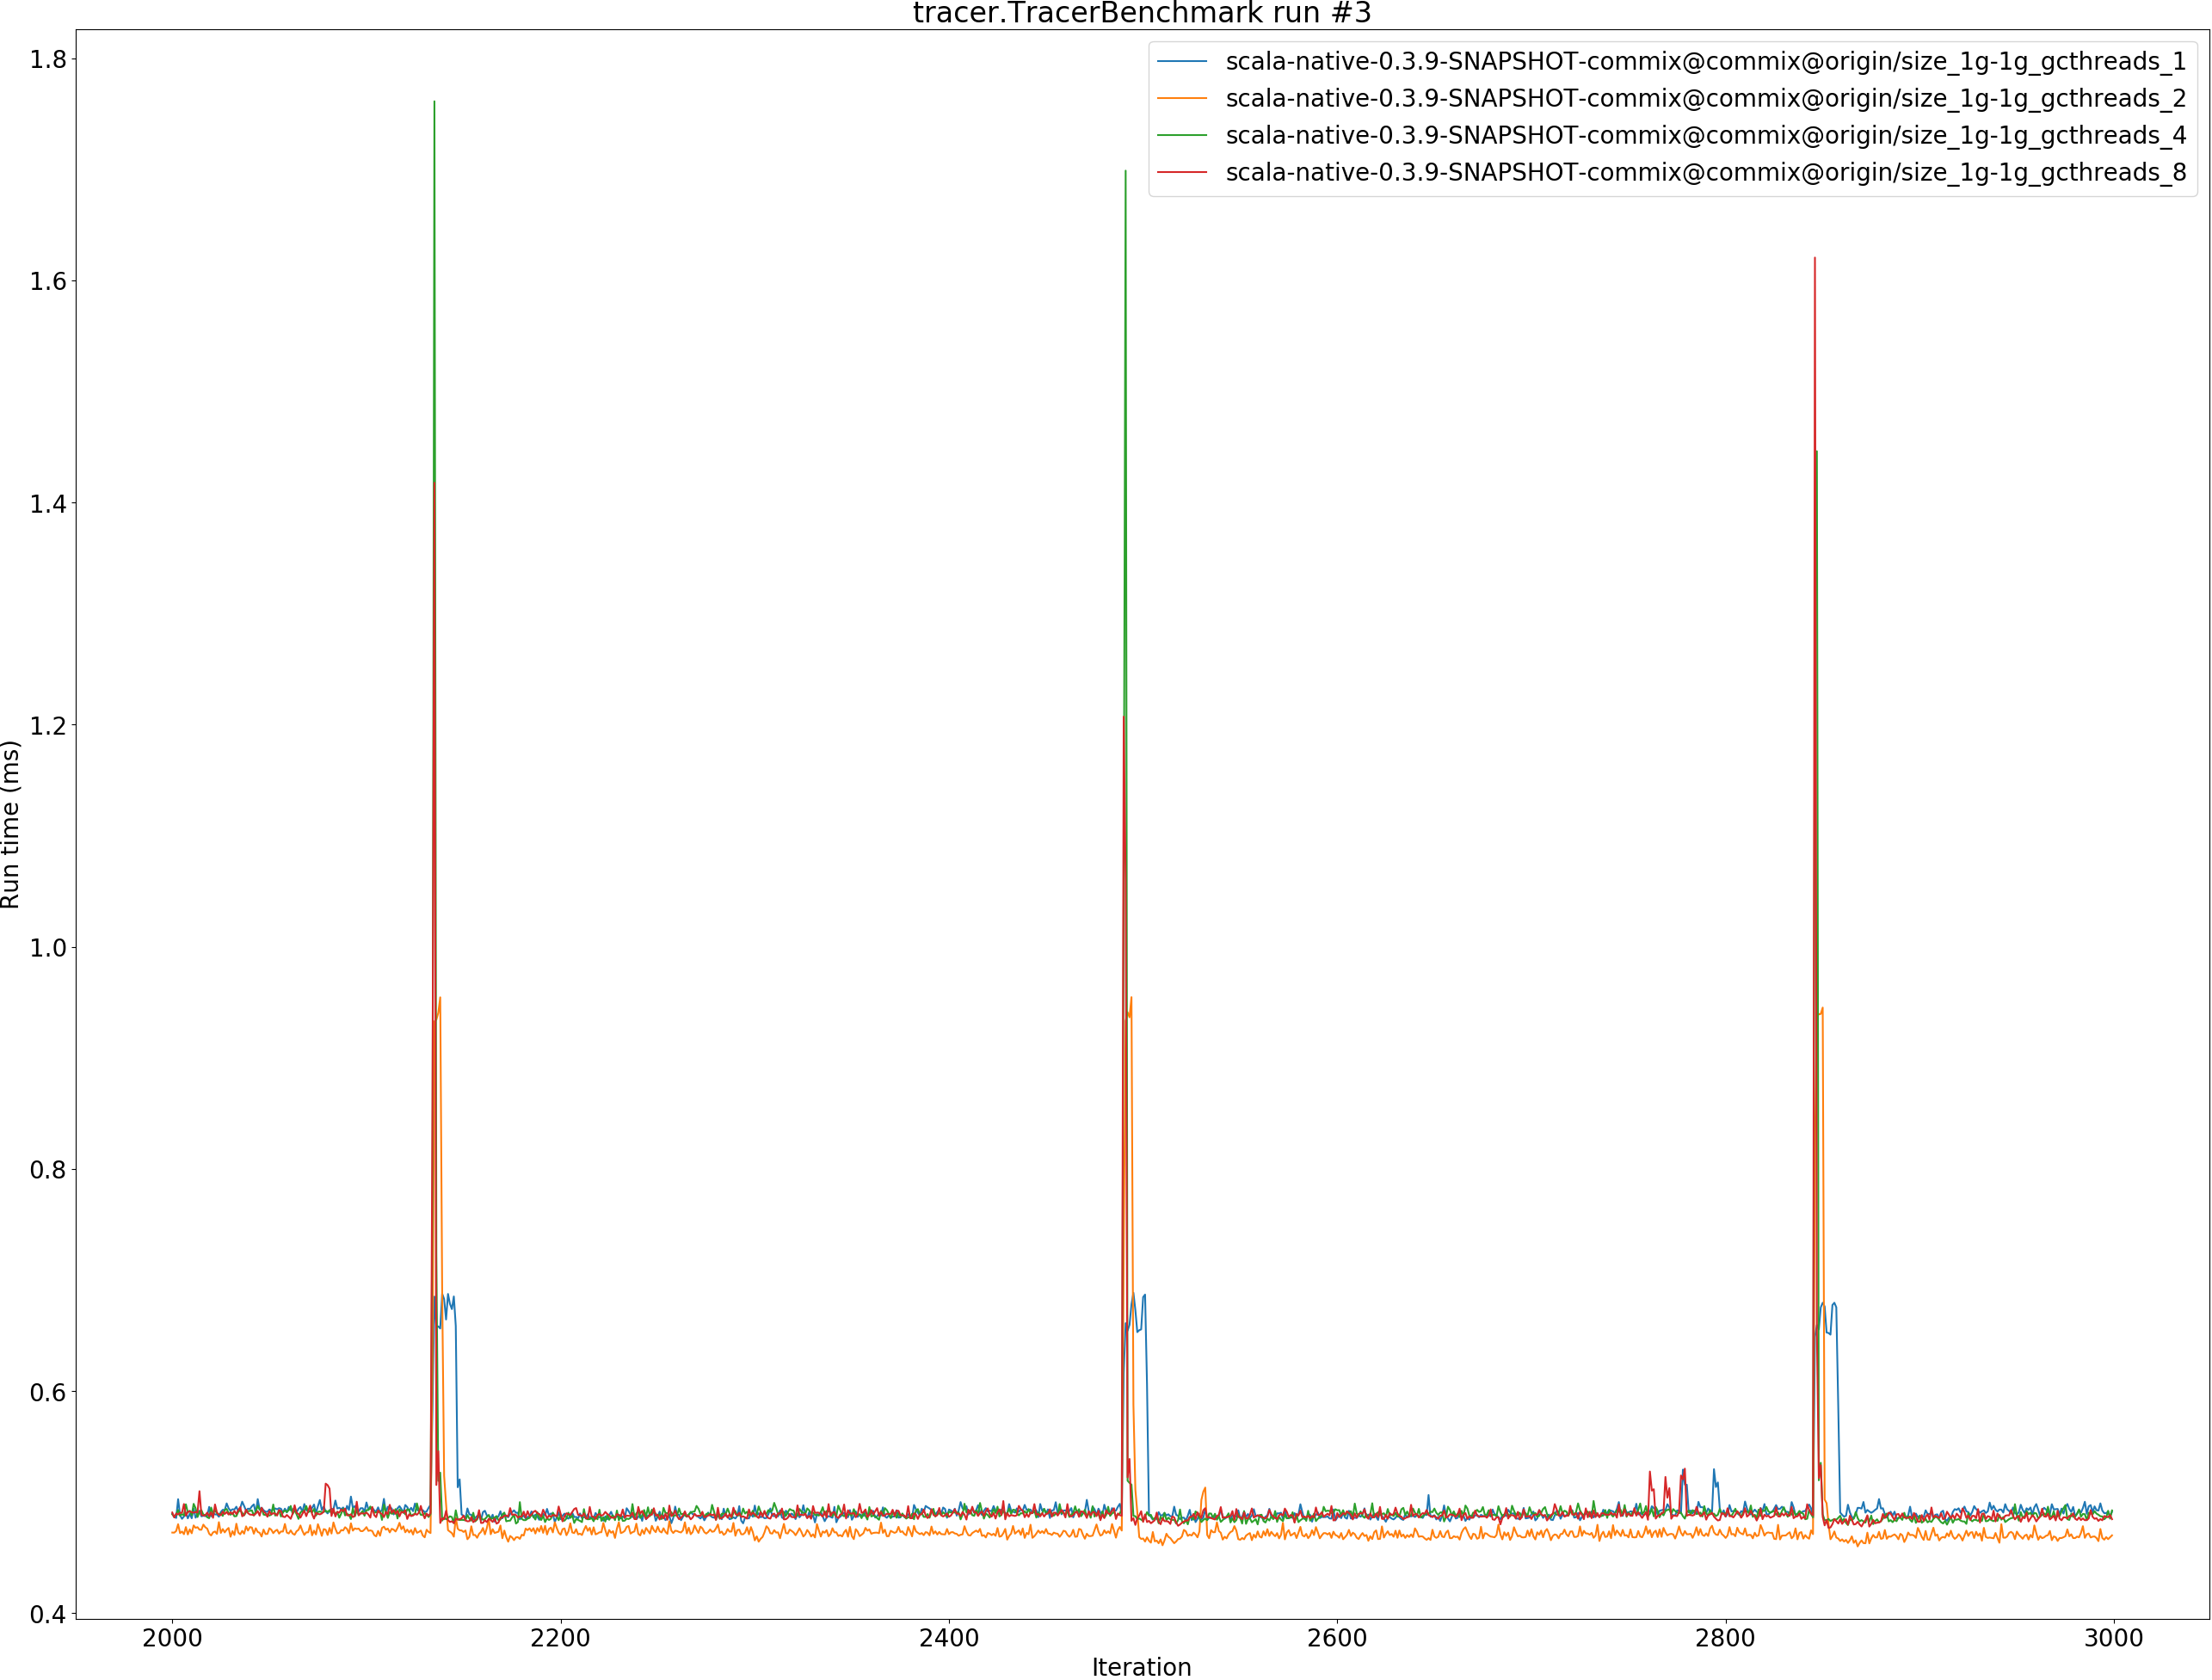 tracer.TracerBenchmark run #3
scala-native-0.3.9-SNAPSHOT-commix@commix@origin/size_1g-1g_gcthreads_1
scala-native-0.3.9-SNAPSHOT-commix@commix@origin/size_1g-1g_gcthreads_2
scala-native-0.3.9-SNAPSHOT-commix@commix@origin/size_1g-1g_gcthreads_4
scala-native-0.3.9-SNAPSHOT-commix@commix@origin/size_1g-1g_gcthreads_8
Run time (ms)
1.8
1.6
1.4
1.2
1.0
0.8
0.6
0.4
2000 2200 2400 2600 2800 3000
Iteration